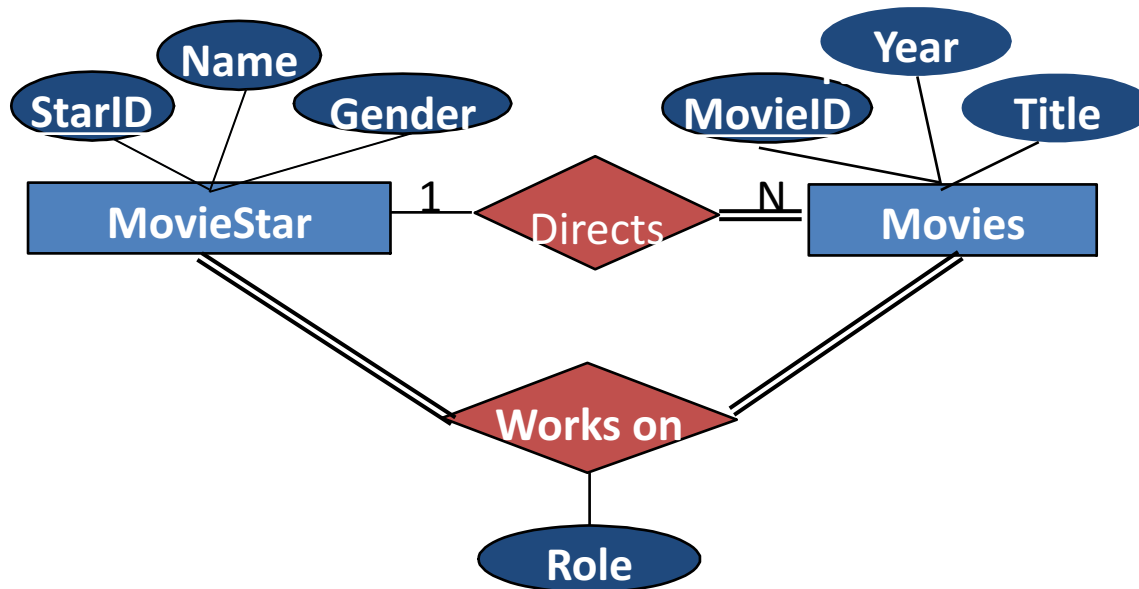 Name
Year
StarID
Gender
MovieID
Title
MovieStar
1
Directs
N
Movies
Works on
Role